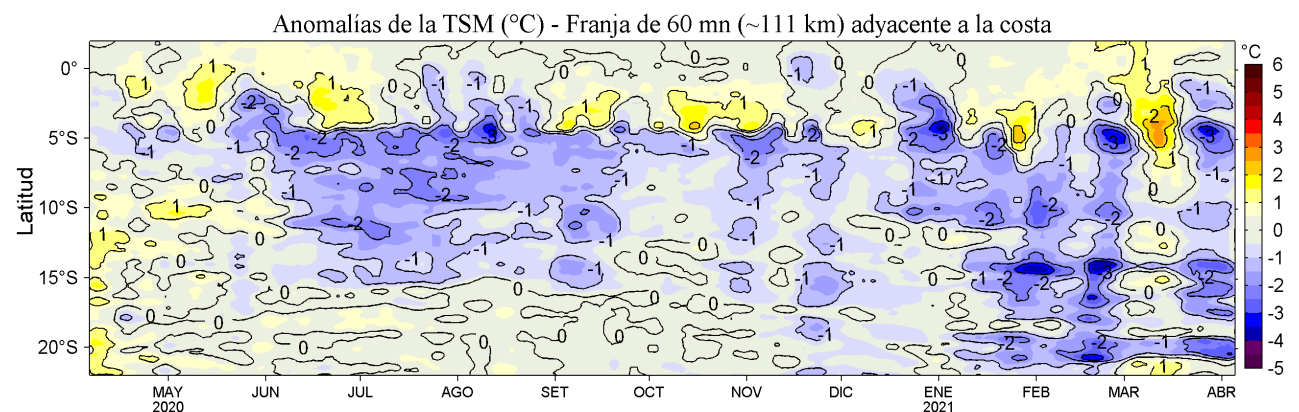 Anomalías de la TSM (°C) - Franja de 60 mn (~111 km) adyacente a la costa
°C
6
5
4
3
2
1
0
-1
-2
-3
-4
-5
Latitud
0°
5°S
10°S
15°S
20°S
MAY JUN JUL AGO SET OCT NOV DIC ENE FEB MAR ABR
2020 2021